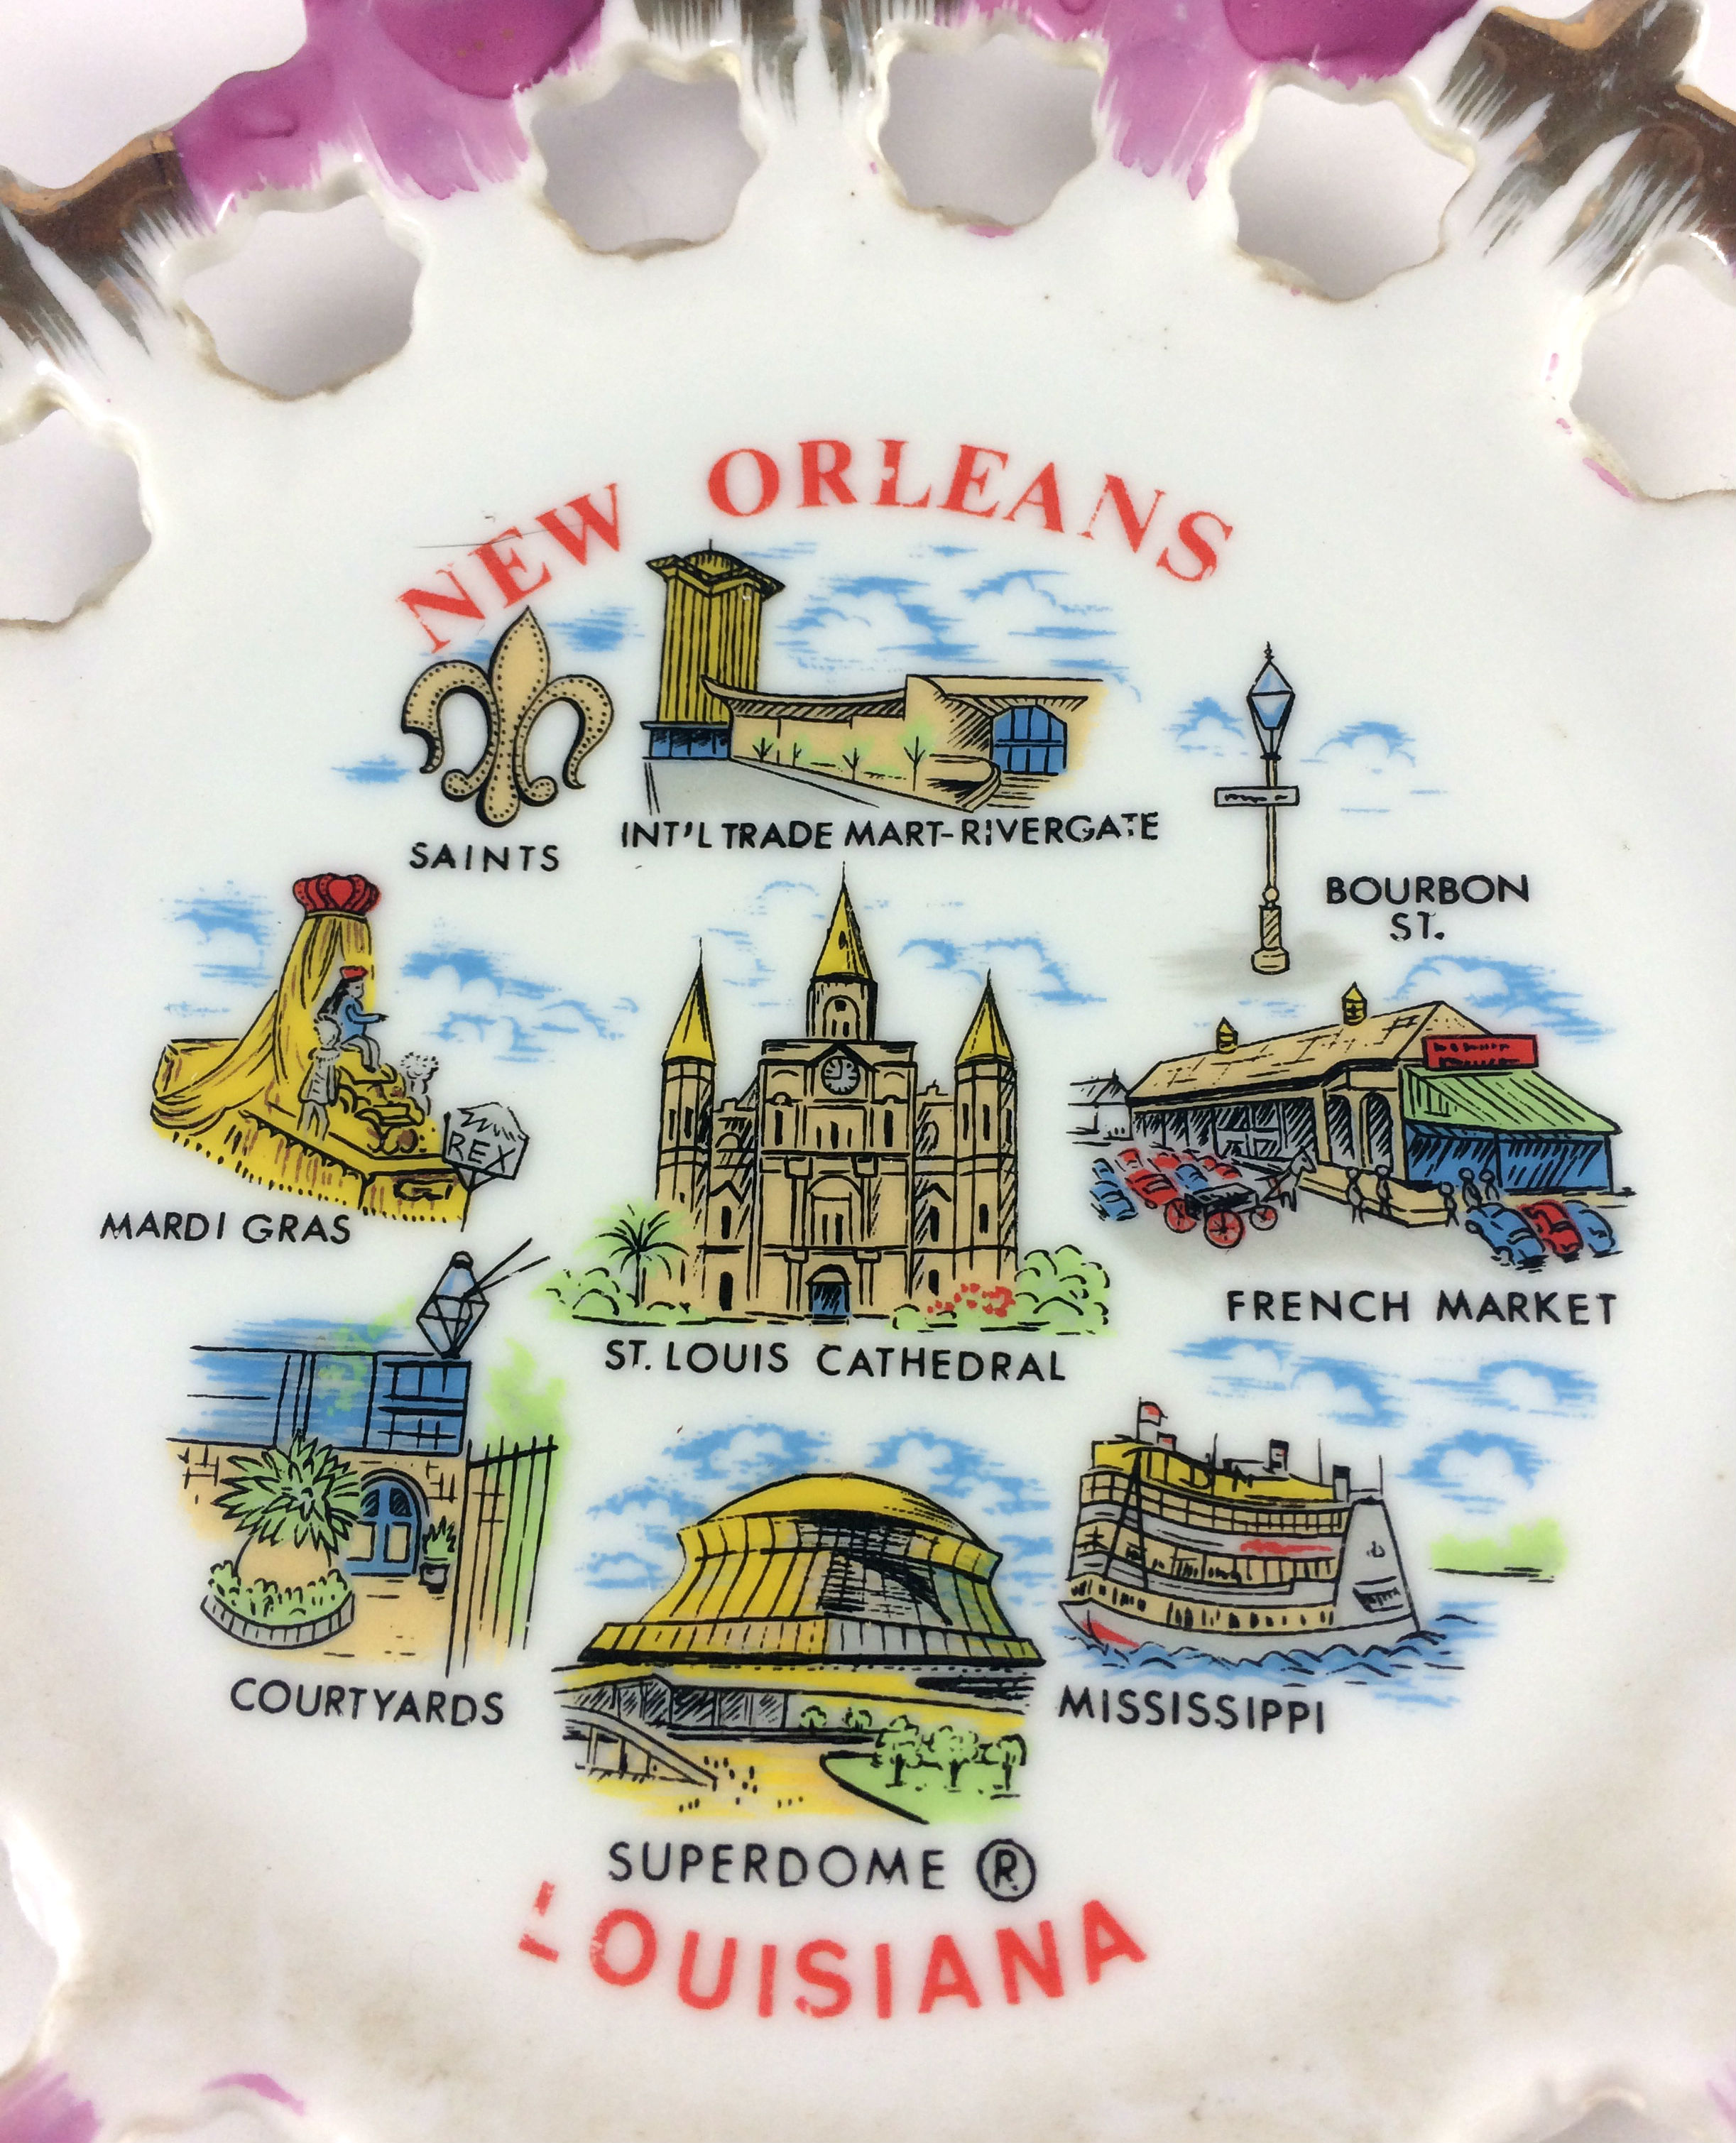 NEW ORLEANS
SAINTS
INT'L TRADE MART-RIVERGATE
BOURBON
ST.
REX
MARDI GRAS
ST. LOUIS CATHEDRAL
FRENCH MARKET
COURTYARDS
MISSISSIPPI
SUPERDOME ®
LOUISIANA